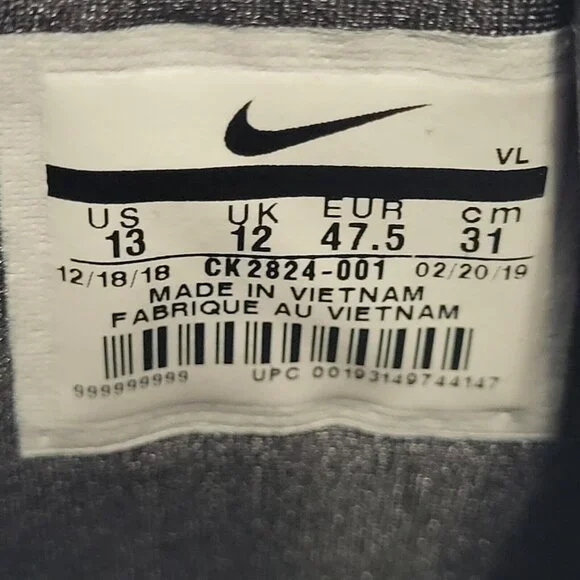 VL
US UK EUR cm
13 12 47.5 31
12/18/18 CK2824-001 02/20/19
MADE IN VIETNAM
FABRIQUE AU VIETNAM
999999999 UPC 00193149744147